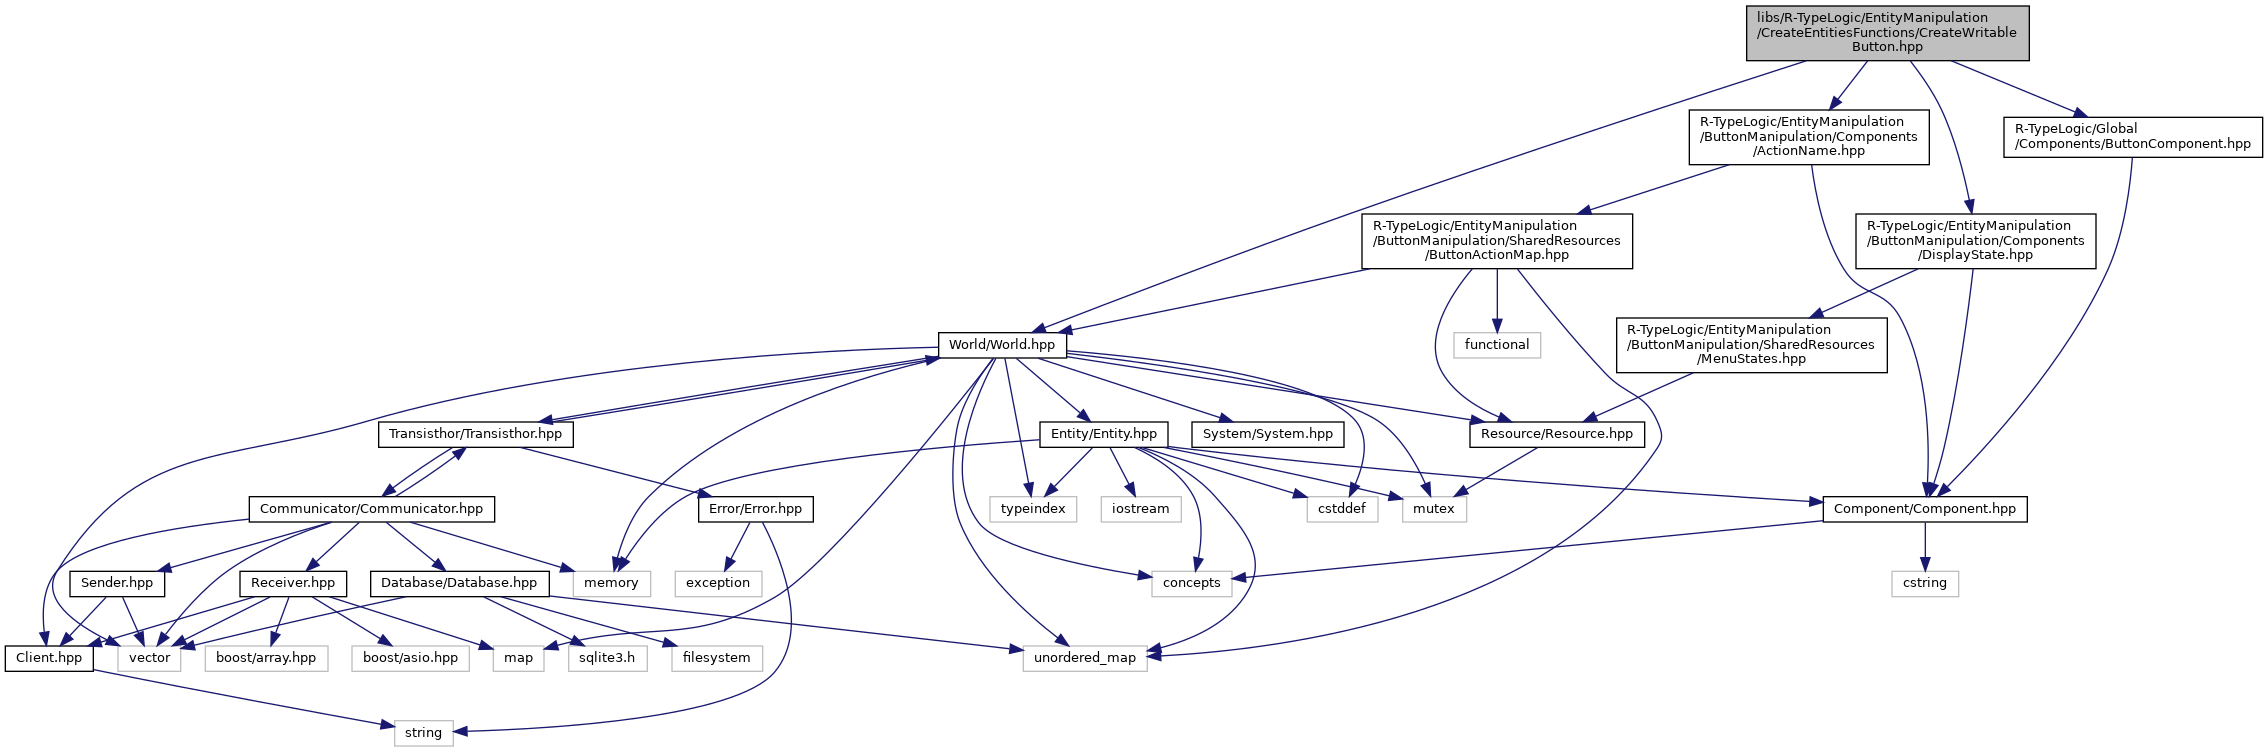 libs/R-TypeLogic/EntityManipulation
/CreateEntitiesFunctions/CreateWritable
Button.hpp
R-TypeLogic/EntityManipulation
/ButtonManipulation/Components
/ActionName.hpp
R-TypeLogic/Global
/Components/ButtonComponent.hpp
R-TypeLogic/EntityManipulation
/ButtonManipulation/SharedResources
/ButtonActionMap.hpp
R-TypeLogic/EntityManipulation
/ButtonManipulation/Components
/DisplayState.hpp
World/World.hpp
functional
R-TypeLogic/EntityManipulation
/ButtonManipulation/SharedResources
/MenuStates.hpp
Transisthor/Transisthor.hpp
Entity/Entity.hpp
System/System.hpp
Resource/Resource.hpp
Communicator/Communicator.hpp
Error/Error.hpp
typeindex
iostream
cstddef
mutex
Component/Component.hpp
Sender.hpp
Receiver.hpp
Database/Database.hpp
memory
exception
concepts
cstring
Client.hpp
vector
boost/array.hpp
boost/asio.hpp
map
sqlite3.h
filesystem
unordered_map
string